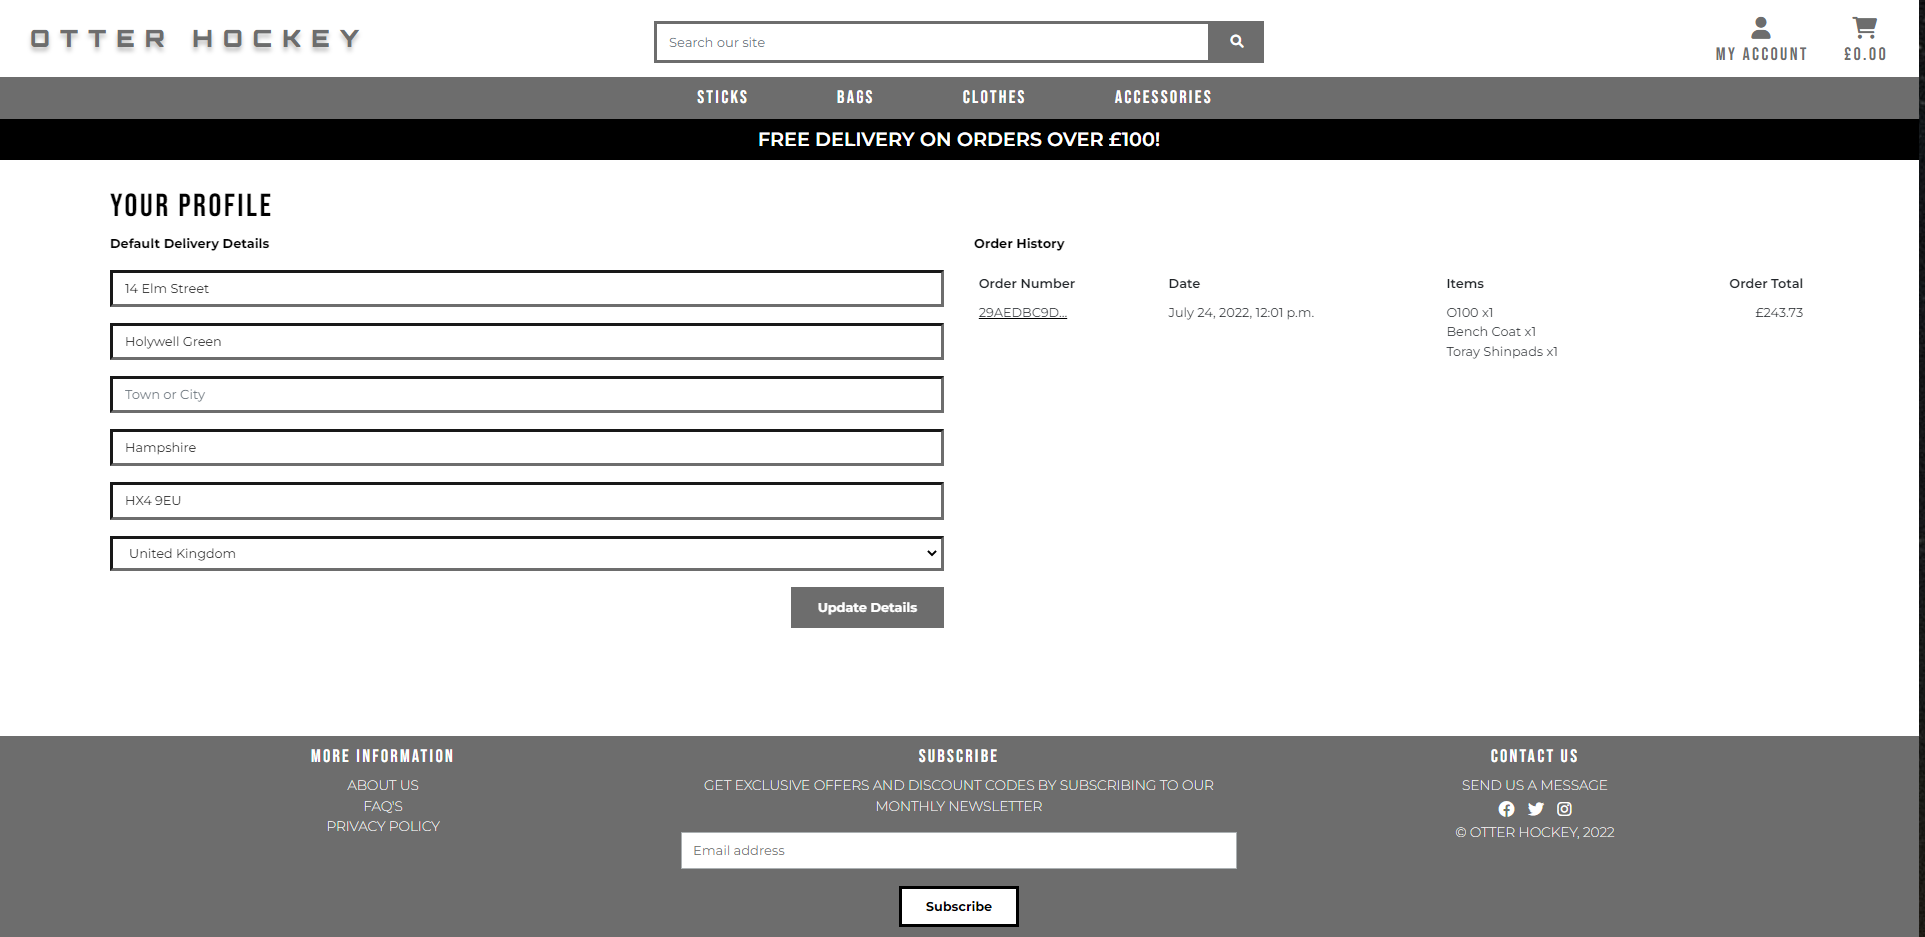 OTTER HOCKEY
Search our site
MY ACCOUNT
£0.00
STICKS BAGS CLOTHES ACCESSORIES
FREE DELIVERY ON ORDERS OVER £100!
YOUR PROFILE
Default Delivery Details
14 Elm Street
Holywell Green
Town or City
Hampshire
HX4 9EU
United Kingdom
Update Details
Order History
Order Number Date Items Order Total
29AEDBC9D... July 24, 2022, 12:01 p.m. O100 x1 £243.73
Bench Coat x1
Toray Shinpads x1
MORE INFORMATION
ABOUT US
FAQ'S
PRIVACY POLICY
SUBSCRIBE
GET EXCLUSIVE OFFERS AND DISCOUNT CODES BY SUBSCRIBING TO OUR
MONTHLY NEWSLETTER
Email address
Subscribe
CONTACT US
SEND US A MESSAGE
© OTTER HOCKEY, 2022